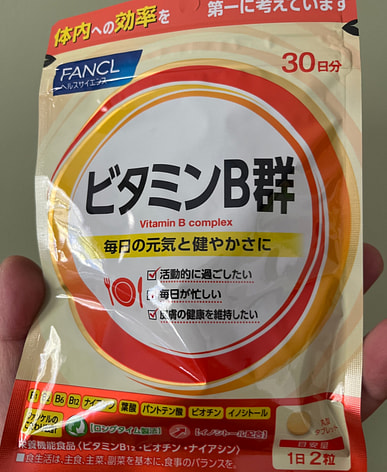 体内への効率を 第一に考えています
FANCL
ヘルスサイエンス
30日分
ビタミンB群
Vitamin B complex
毎日の元気と健やかさに
活動的に過ごしたい
毎日が忙しい
皮膚の健康を維持したい
B2 B6 B12 ナイアシン 葉酸 パントテン酸 ビオチン イノシトール
【ロングタイム製法】 【イノシトール配合】
目安量
1日2粒
栄養機能食品〈ビタミンB12・ビオチン・ナイアシン〉
■食生活は、主食、主菜、副菜を基本に、食事のバランスを。